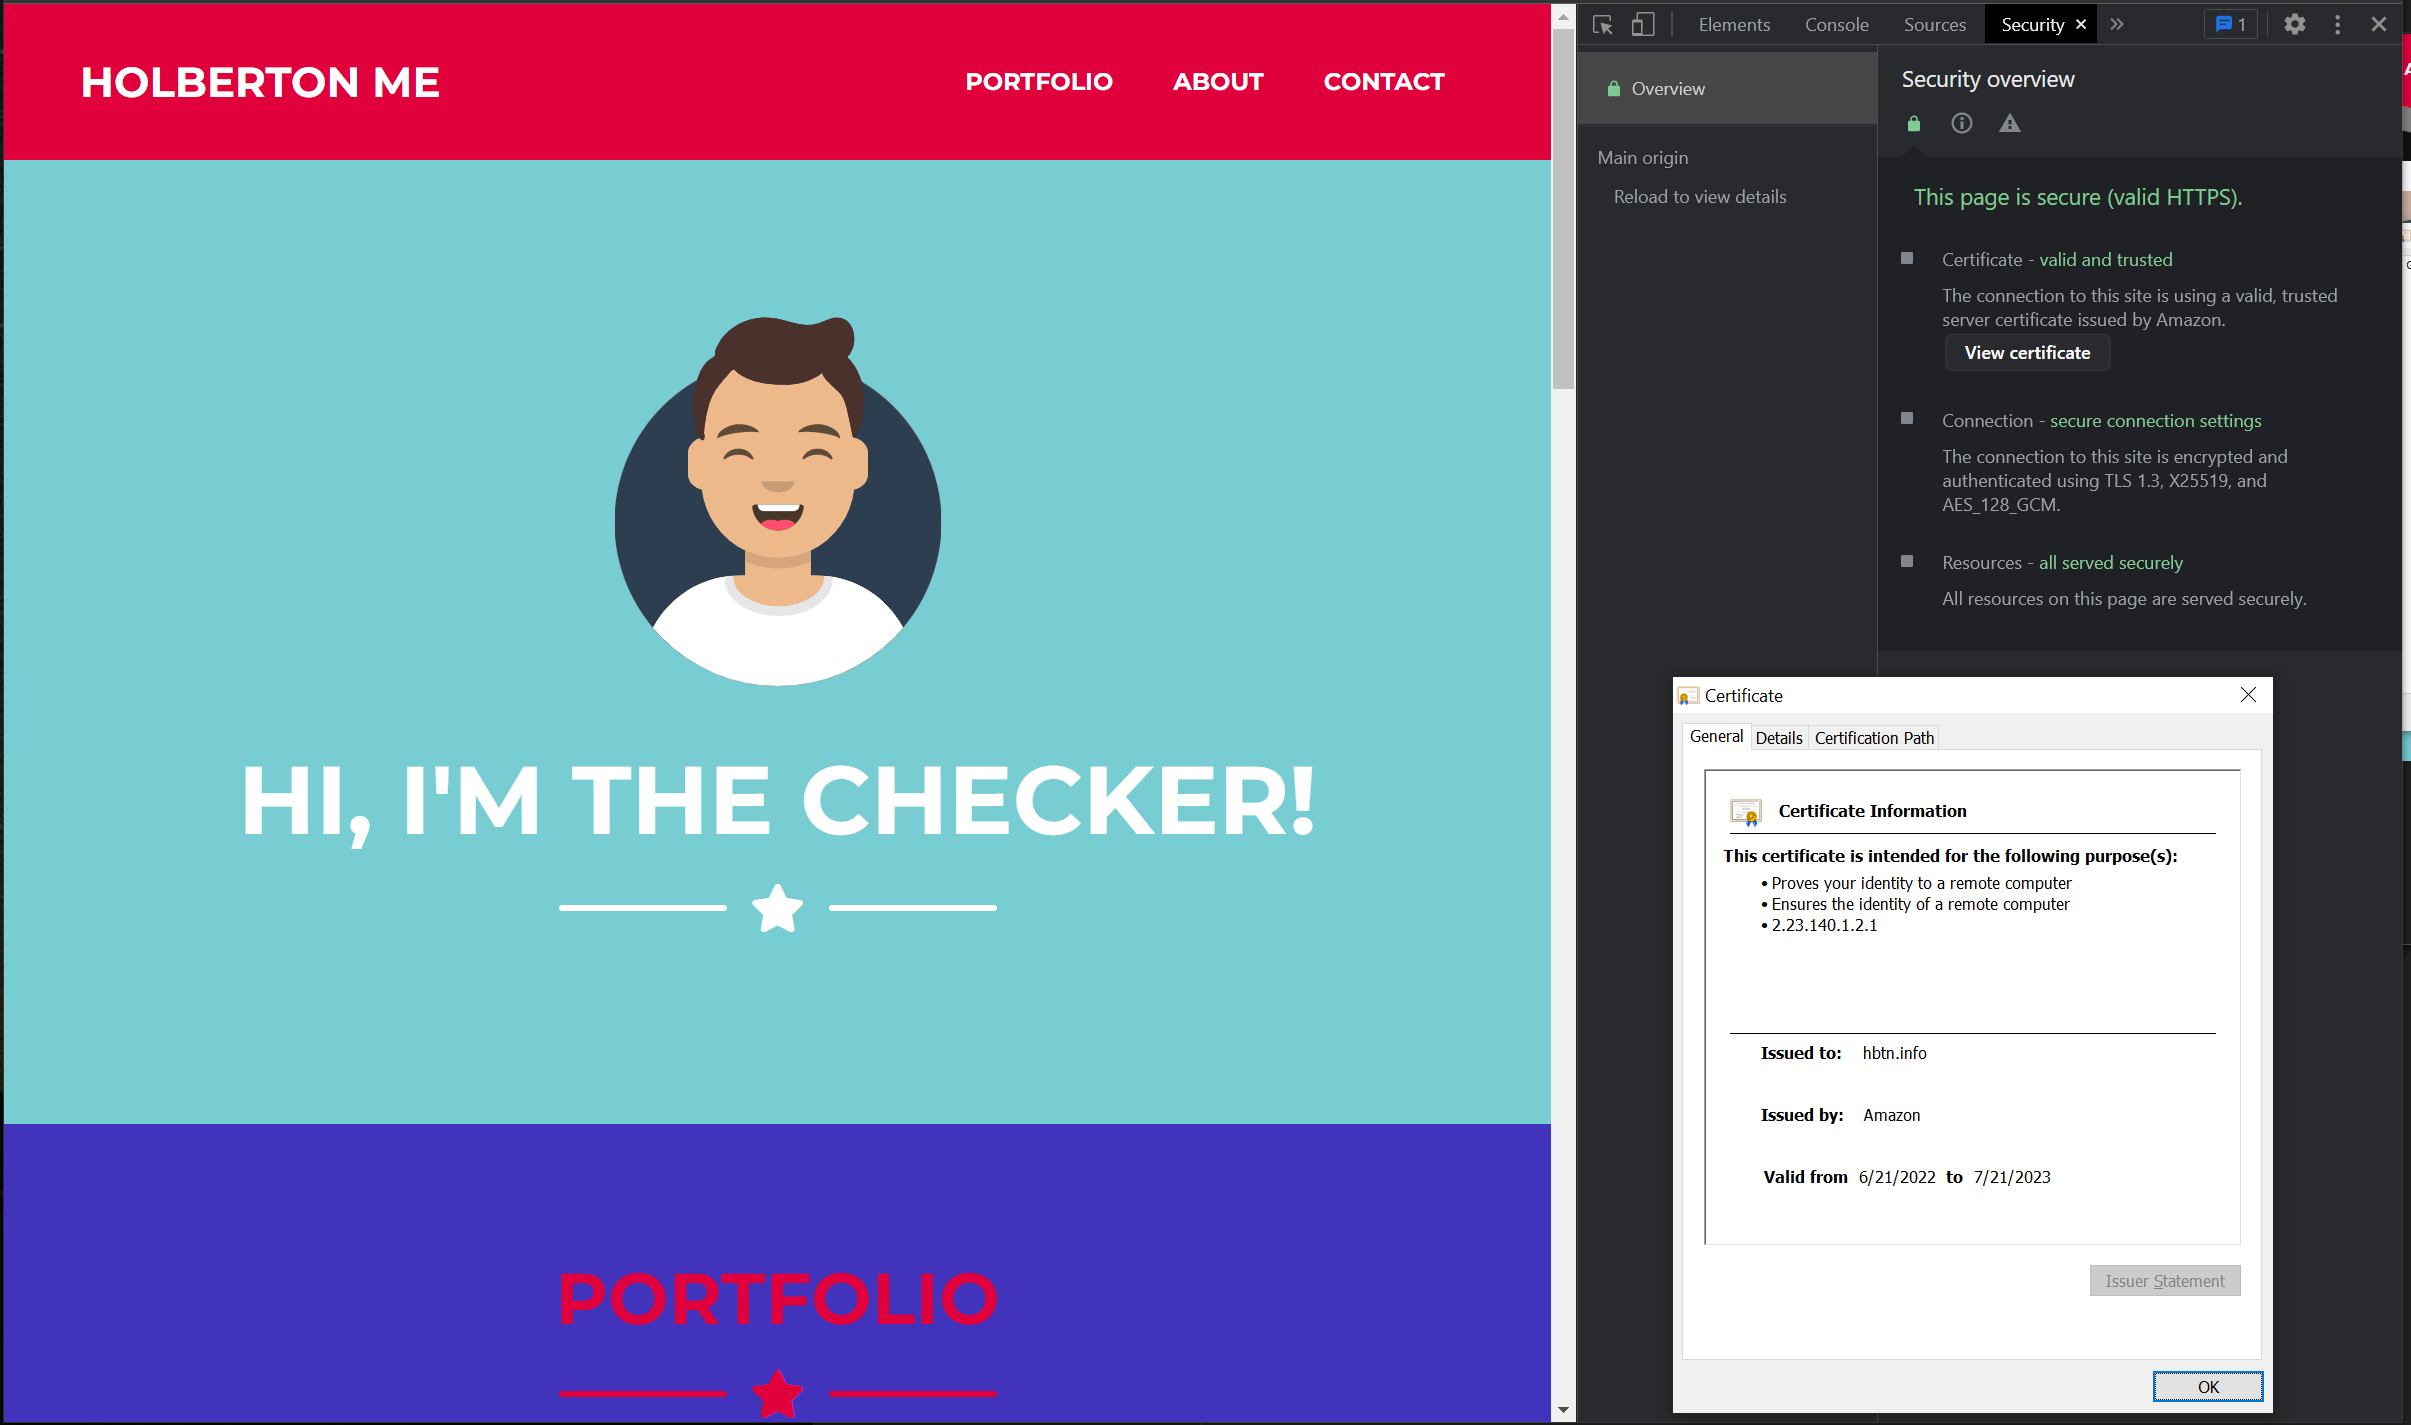 HOLBERTON ME
PORTFOLIO ABOUT CONTACT
HI, I'M THE CHECKER!
PORTFOLIO
Elements Console Sources Security × » 1
Overview
Main origin
Reload to view details
Security overview
This page is secure (valid HTTPS).
Certificate - valid and trusted
The connection to this site is using a valid, trusted
server certificate issued by Amazon.
View certificate
Connection - secure connection settings
The connection to this site is encrypted and
authenticated using TLS 1.3, X25519, and
AES_128_GCM.
Resources - all served securely
All resources on this page are served securely.
Certificate
General Details Certification Path
Certificate Information
This certificate is intended for the following purpose(s):
• Proves your identity to a remote computer
• Ensures the identity of a remote computer
• 2.23.140.1.2.1
Issued to: hbtn.info
Issued by: Amazon
Valid from 6/21/2022 to 7/21/2023
Issuer Statement
OK